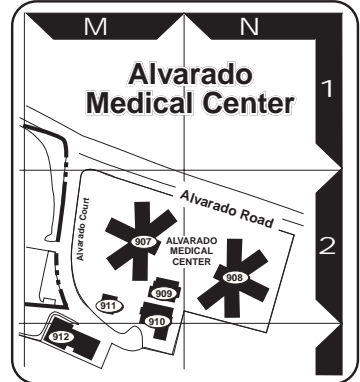 M N
Alvarado
Medical Center
1
Alvarado Road
Alvarado Court
2
907
ALVARADO
MEDICAL
CENTER
908
909
911
910
912